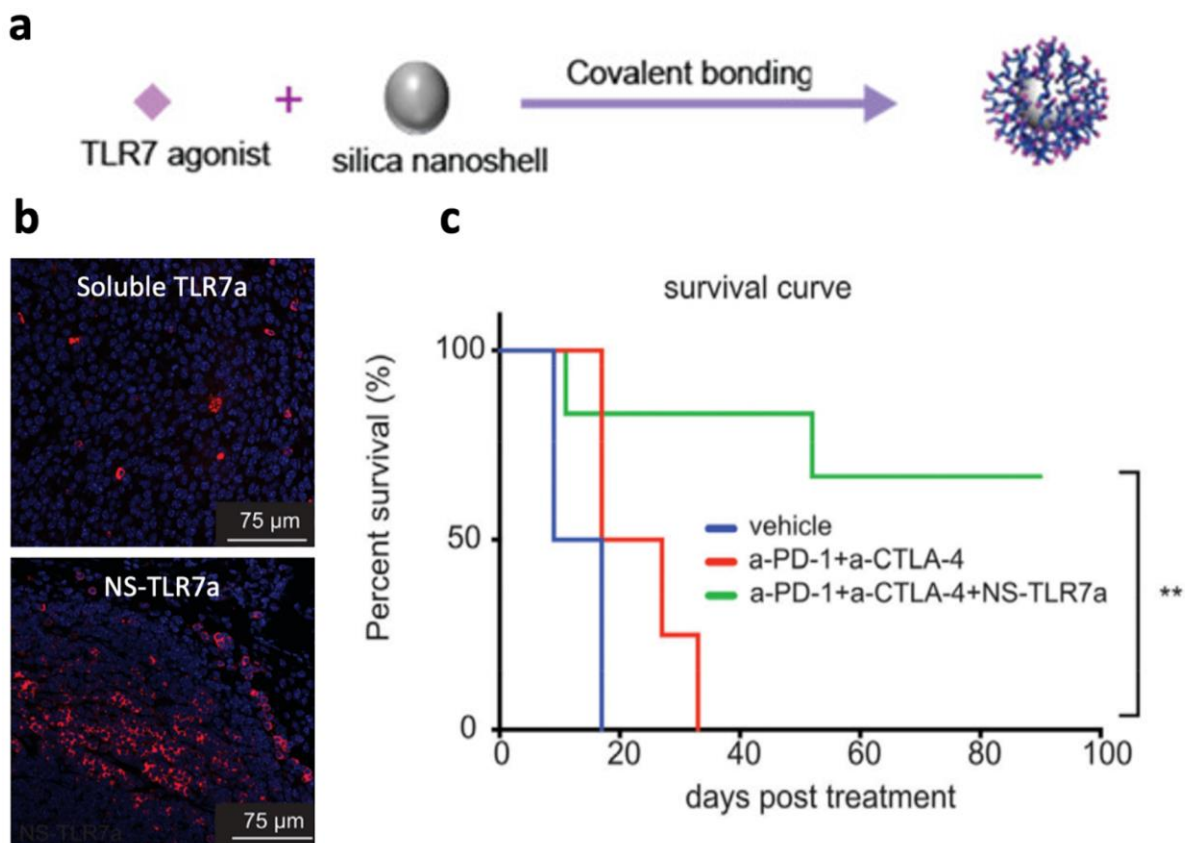 a
TLR7 agonist
+
silica nanoshell
Covalent bonding
b
Soluble TLR7a
75 μm
NS-TLR7a
75 μm
NS-TLR7a
c
survival curve
Percent survival (%)
100
50
0
vehicle
a-PD-1+a-CTLA-4
a-PD-1+a-CTLA-4+NS-TLR7a
**
0 20 40 60 80 100
days post treatment